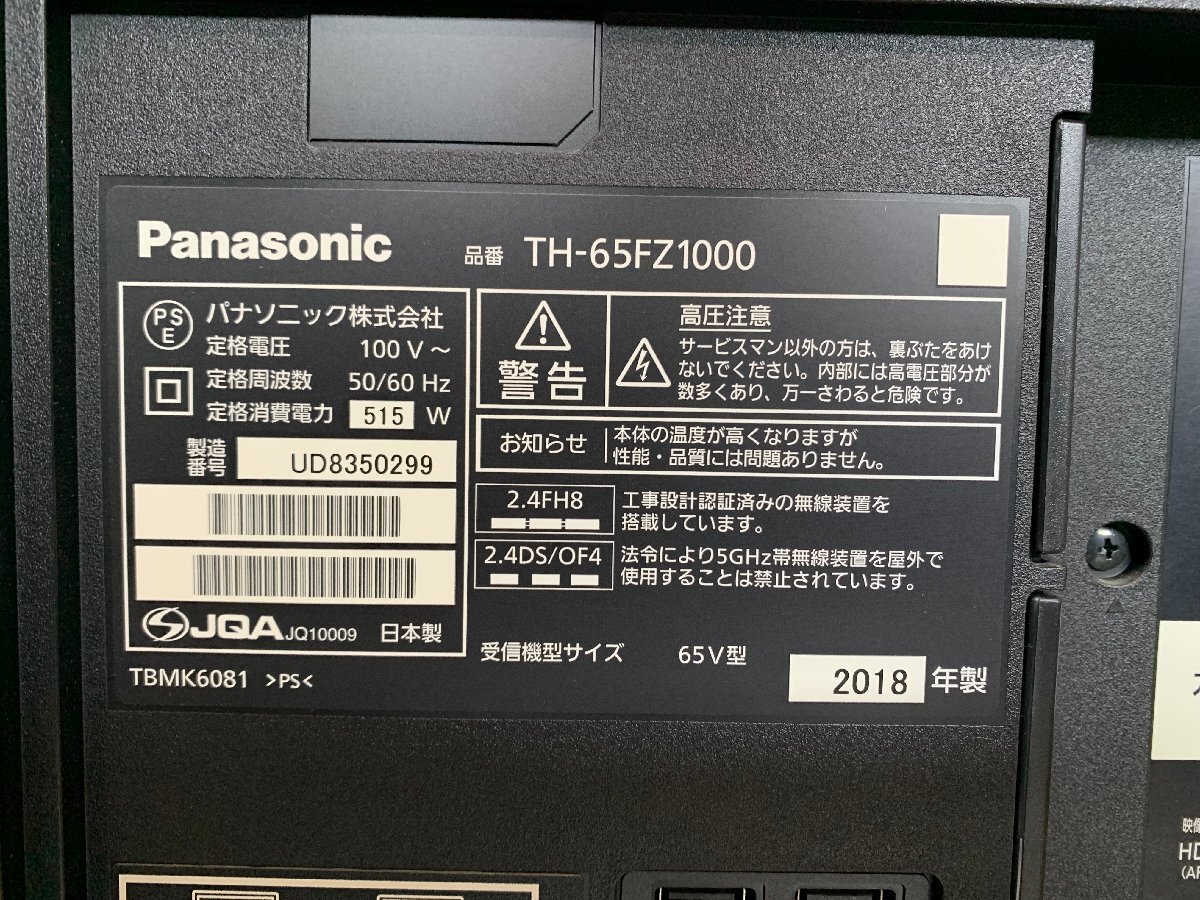 Panasonic 品番 TH-65FZ1000
PS
E
パナソニック株式会社
定格電圧 100 V ～
定格周波数 50/60 Hz
定格消費電力 515 W
製造
番号
UD8350299
JQA JQ10009 日本製
TBMK6081 >PS<
警告
高圧注意
サービスマン以外の方は、裏ぶたをあけ
ないでください。内部には高電圧部分が
数多くあり、万一さわると危険です。
お知らせ
本体の温度が高くなりますが
性能・品質には問題ありません。
2.4FH8
工事設計認証済みの無線装置を
搭載しています。
2.4DS/OF4
法令により5GHz帯無線装置を屋外で
使用することは禁止されています。
受信機型サイズ 65V型
2018 年製
映像